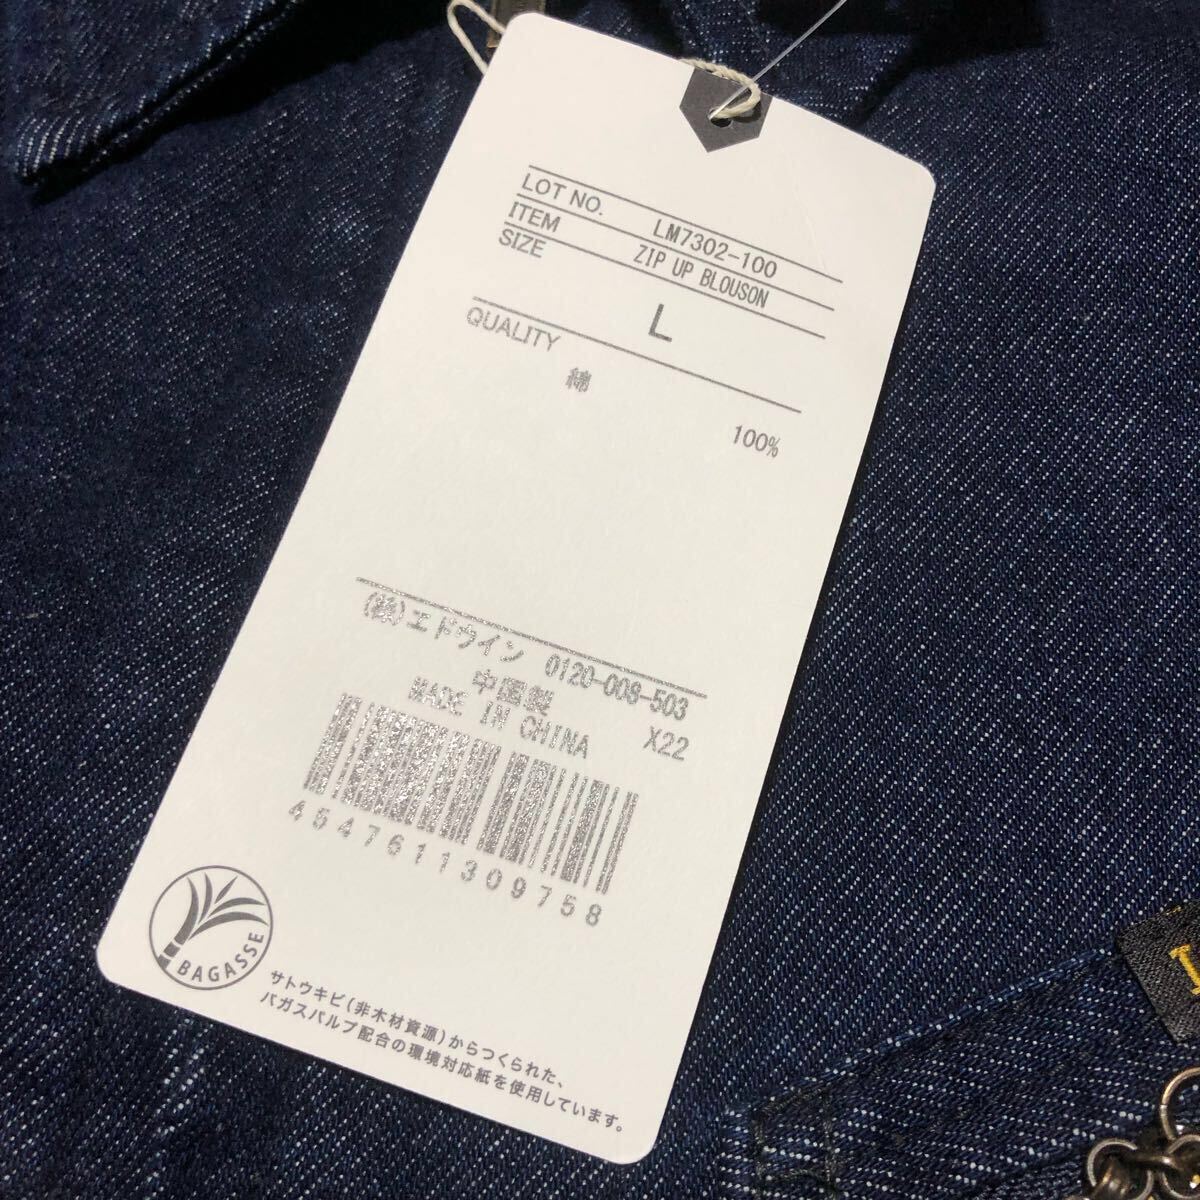 LOT NO. LM7302-100
ITEM ZIP UP BLOUSON
SIZE L
QUALITY
綿 100%
(株)エドウイン 0120-008-503
中国製
MADE IN CHINA X22
4547611309758
BAGASSE
サトウキビ(非木材資源)からつくられた、
バガスパルプ配合の環境対応紙を使用しています。